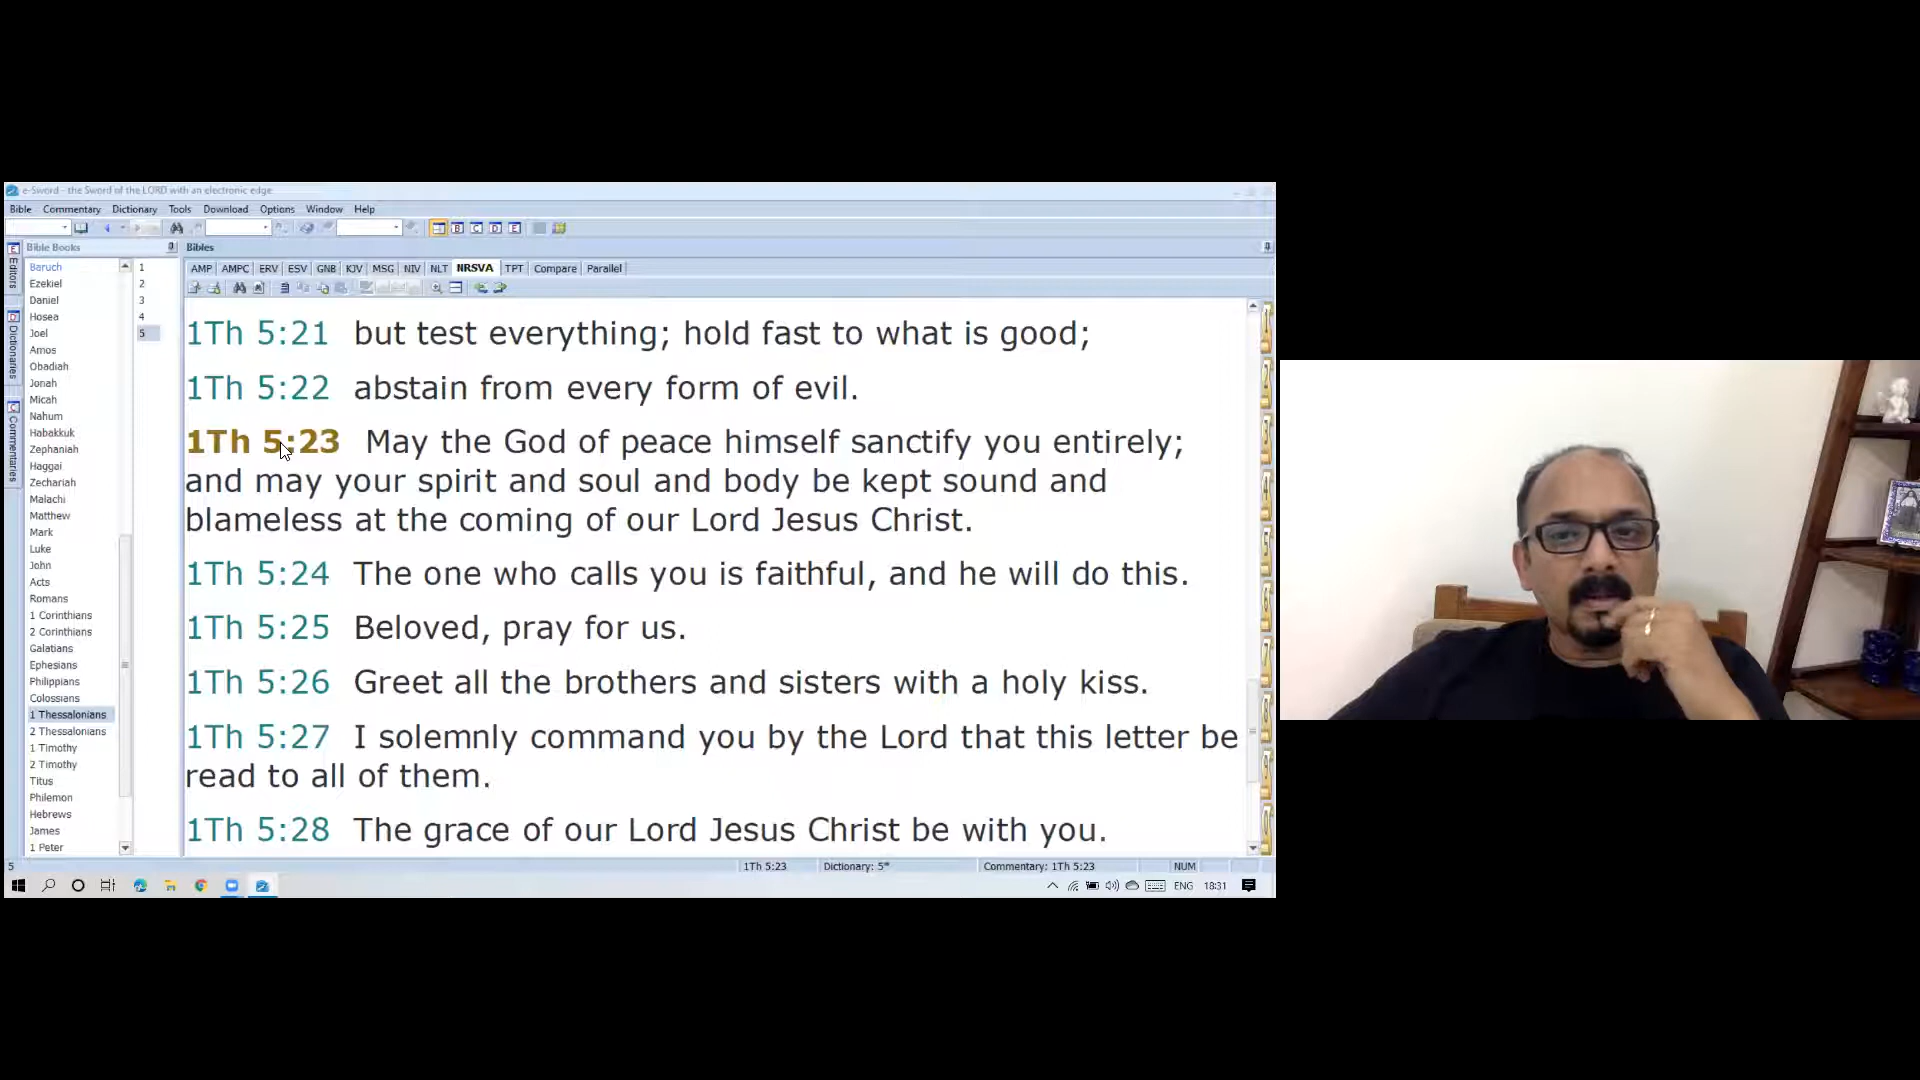 e-Sword - the Sword of the LORD with an electronic edge
Bible Commentary Dictionary Tools Download Options Window Help
B C D E
Bible Books
Bibles
Editors
Dictionaries
Commentaries
Baruch
Ezekiel
Daniel
Hosea
Joel
Amos
Obadiah
Jonah
Micah
Nahum
Habakkuk
Zephaniah
Haggai
Zechariah
Malachi
Matthew
Mark
Luke
John
Acts
Romans
1 Corinthians
2 Corinthians
Galatians
Ephesians
Philippians
Colossians
1 Thessalonians
2 Thessalonians
1 Timothy
2 Timothy
Titus
Philemon
Hebrews
James
1 Peter
1
2
3
4
5
AMP AMPC ERV ESV GNB KJV MSG NIV NLT NRSVA TPT Compare Parallel
1Th 5:21 but test everything; hold fast to what is good;
1Th 5:22 abstain from every form of evil.
1Th 5:23 May the God of peace himself sanctify you entirely;
and may your spirit and soul and body be kept sound and
blameless at the coming of our Lord Jesus Christ.
1Th 5:24 The one who calls you is faithful, and he will do this.
1Th 5:25 Beloved, pray for us.
1Th 5:26 Greet all the brothers and sisters with a holy kiss.
1Th 5:27 I solemnly command you by the Lord that this letter be
read to all of them.
1Th 5:28 The grace of our Lord Jesus Christ be with you.
5 1Th 5:23 Dictionary: 5* Commentary: 1Th 5:23 NUM
ENG 18:31